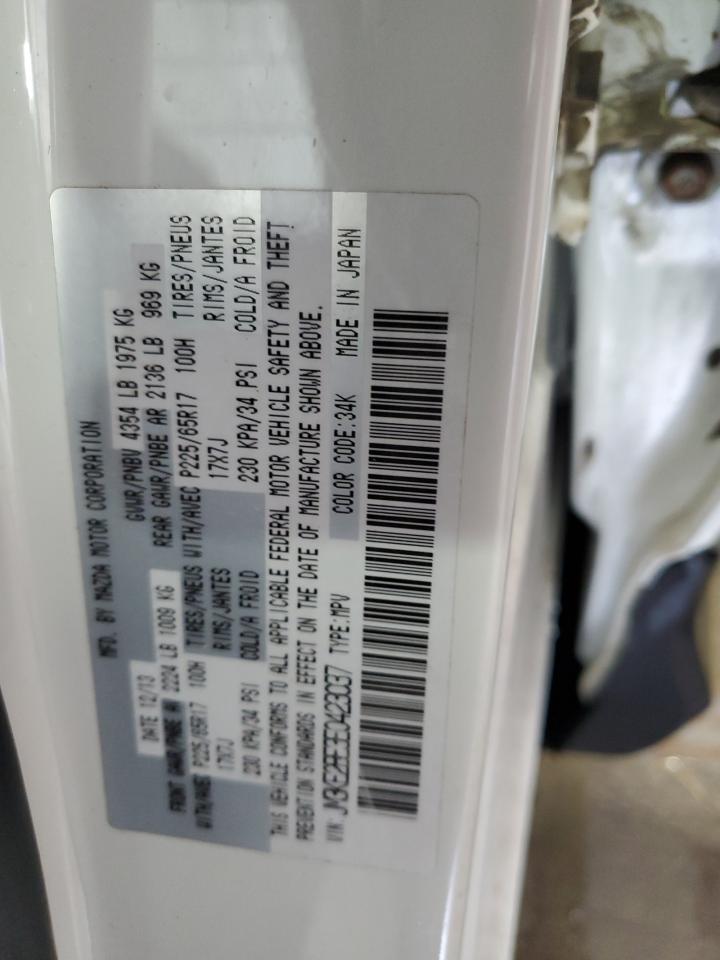 MFD. BY MAZDA MOTOR CORPORATION
DATE 12/13 GVWR/PNBV 4354 LB 1975 KG
FRONT GAWR/PNBE 2224 LB 1009 KG REAR GAWR/PNBE AR 2136 LB 969 KG
WITH/AVEC P225/65R17 100H TIRES/PNEUS WITH/AVEC P225/65R17 100H TIRES/PNEUS
17X7J RIMS/JANTES 17X7J RIMS/JANTES
230 KPA/34 PSI COLD/A FROID 230 KPA/34 PSI COLD/A FROID
THIS VEHICLE CONFORMS TO ALL APPLICABLE FEDERAL MOTOR VEHICLE SAFETY AND THEFT
PREVENTION STANDARDS IN EFFECT ON THE DATE OF MANUFACTURE SHOWN ABOVE.
VIN: TYPE:MPV COLOR CODE:34K MADE IN JAPAN